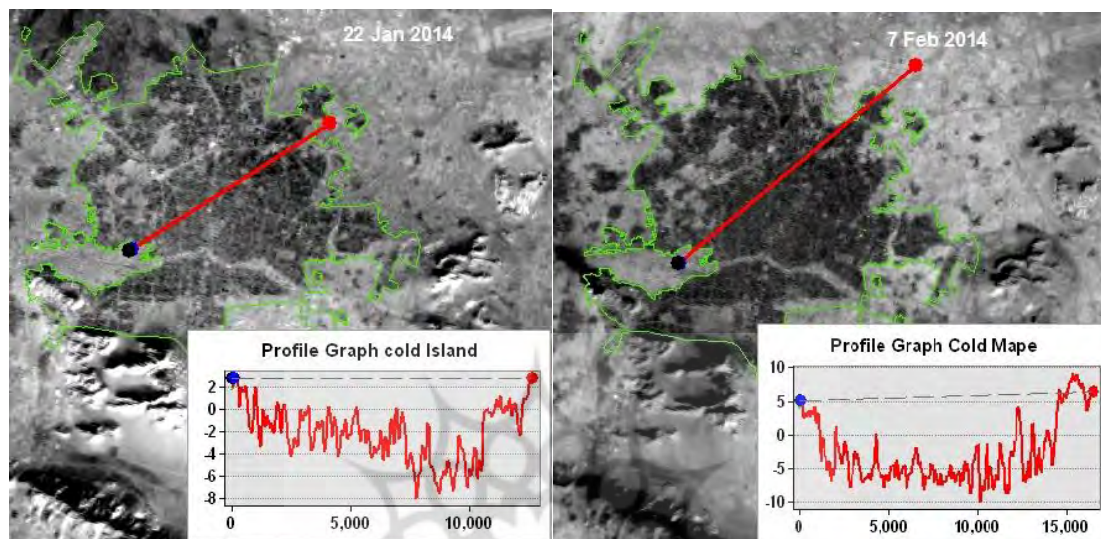 22 Jan 2014
Profile Graph cold Island
2
0
-2
-4
-6
-8
0 5,000 10,000
7 Feb 2014
Profile Graph Cold Mape
10
5
0
-5
-10
0 5,000 10,000 15,000